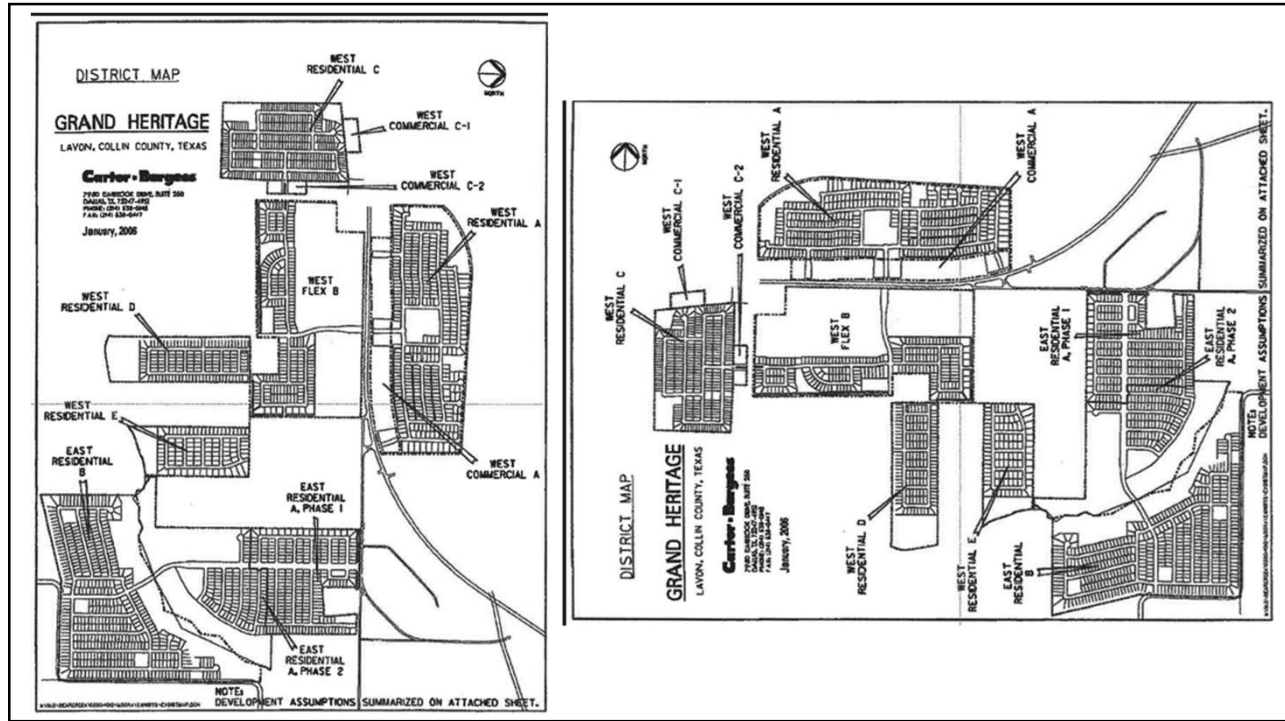 DISTRICT MAP
GRAND HERITAGE
LAVON, COLLIN COUNTY, TEXAS
Carter·Burgess
January, 2006
NORTH
WEST
RESIDENTIAL C
WEST
COMMERCIAL C-1
WEST
COMMERCIAL C-2
WEST
RESIDENTIAL A
WEST
FLEX B
WEST
RESIDENTIAL D
WEST
RESIDENTIAL E
EAST
RESIDENTIAL
B
WEST
COMMERCIAL A
EAST
RESIDENTIAL
A, PHASE 1
EAST
RESIDENTIAL
A, PHASE 2
NOTE:
DEVELOPMENT ASSUMPTIONS SUMMARIZED ON ATTACHED SHEET.
DISTRICT MAP
GRAND HERITAGE
LAVON, COLLIN COUNTY, TEXAS
Carter·Burgess
January, 2006
NORTH
WEST
RESIDENTIAL C
WEST
COMMERCIAL C-1
WEST
COMMERCIAL C-2
WEST
RESIDENTIAL A
WEST
COMMERCIAL A
WEST
FLEX B
EAST
RESIDENTIAL
A, PHASE 1
EAST
RESIDENTIAL
A, PHASE 2
WEST
RESIDENTIAL D
WEST
RESIDENTIAL E
EAST
RESIDENTIAL
B
NOTE:
DEVELOPMENT ASSUMPTIONS SUMMARIZED ON ATTACHED SHEET.